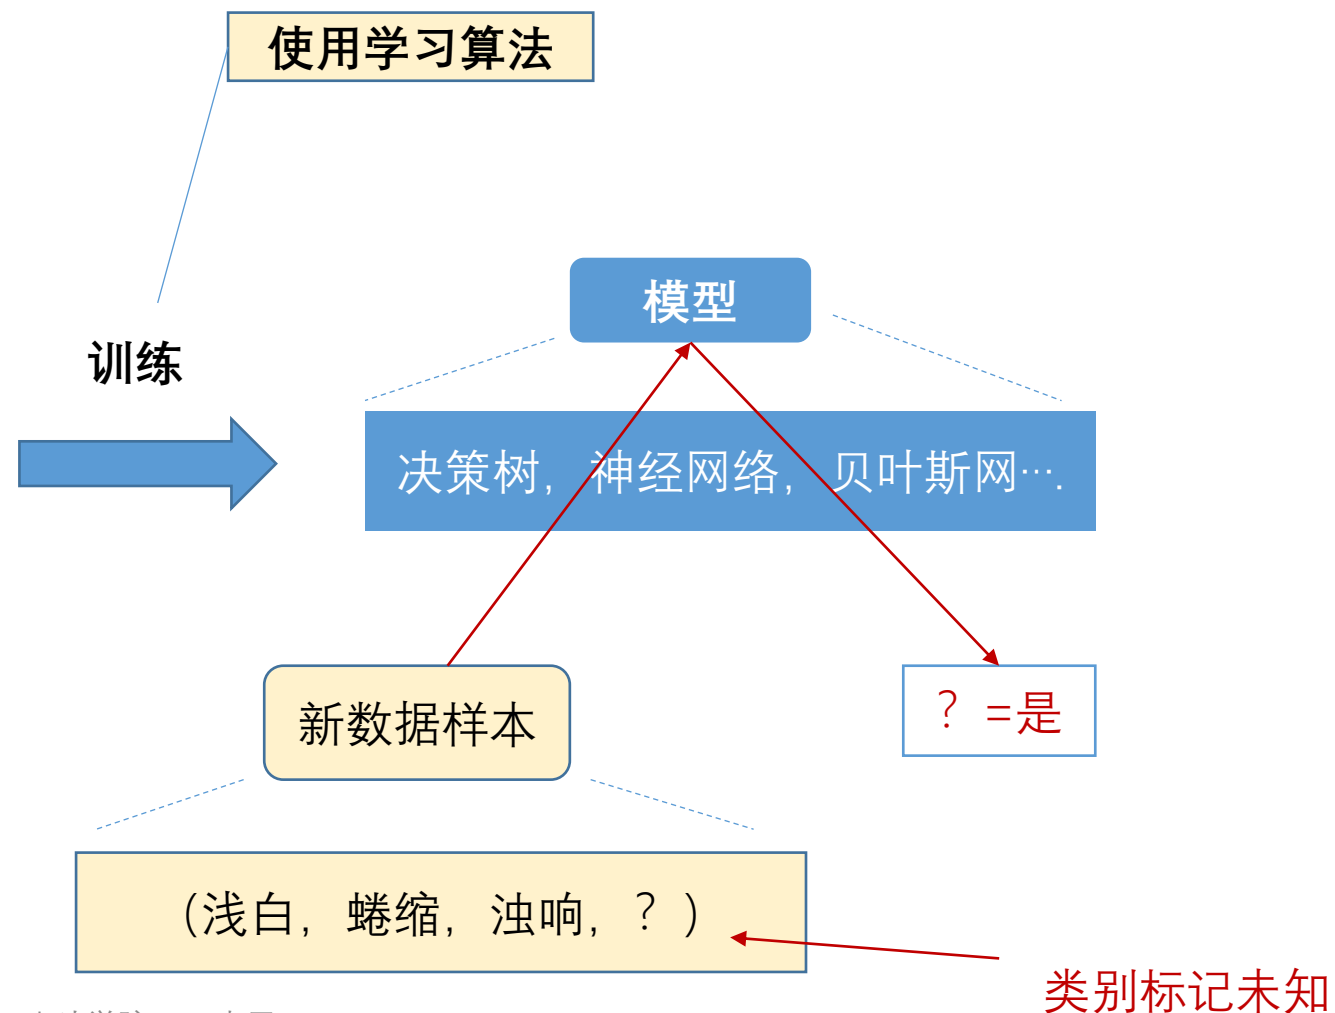 使用学习算法
模型
训练
决策树，神经网络，贝叶斯网….
新数据样本
？=是
（浅白，蜷缩，浊响，？）
类别标记未知